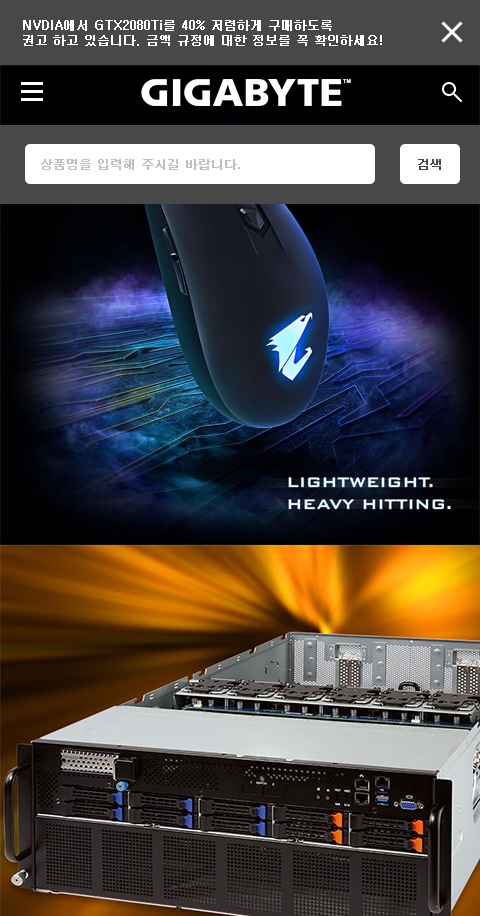 NVDIA에서 GTX2080Ti를 40% 저렴하게 구매하도록
권고 하고 있습니다. 금액 규정에 대한 정보를 꼭 확인하세요!
GIGABYTE™
상품명을 입력해 주시길 바랍니다.
검색
LIGHTWEIGHT.
HEAVY HITTING.